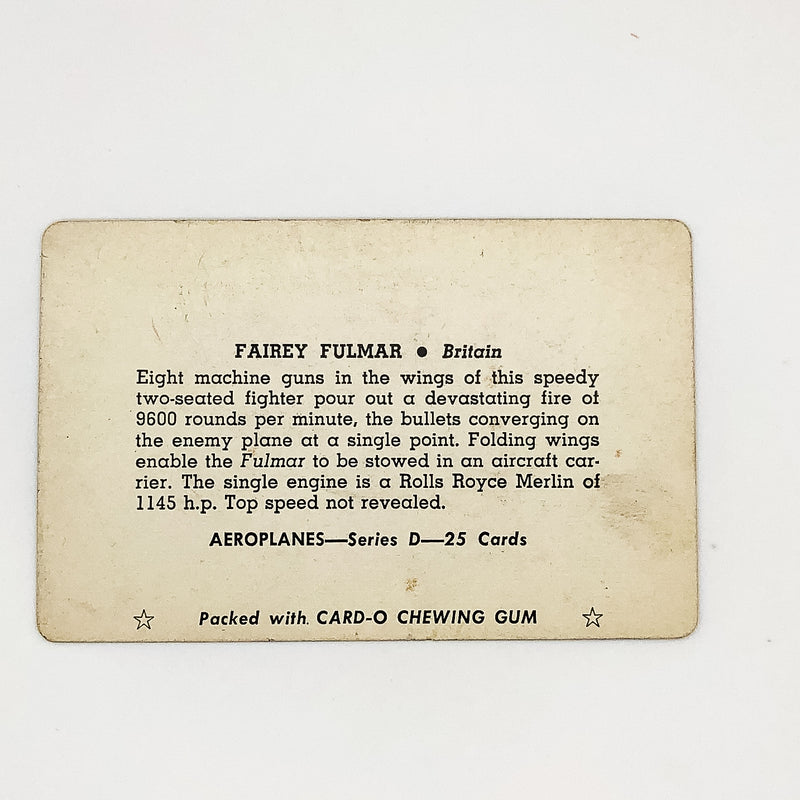 FAIREY FULMAR ● Britain
Eight machine guns in the wings of this speedy
two-seated fighter pour out a devastating fire of
9600 rounds per minute, the bullets converging on
the enemy plane at a single point. Folding wings
enable the Fulmar to be stowed in an aircraft car-
rier. The single engine is a Rolls Royce Merlin of
1145 h.p. Top speed not revealed.
AEROPLANES—Series D—25 Cards
☆ Packed with CARD-O CHEWING GUM ☆